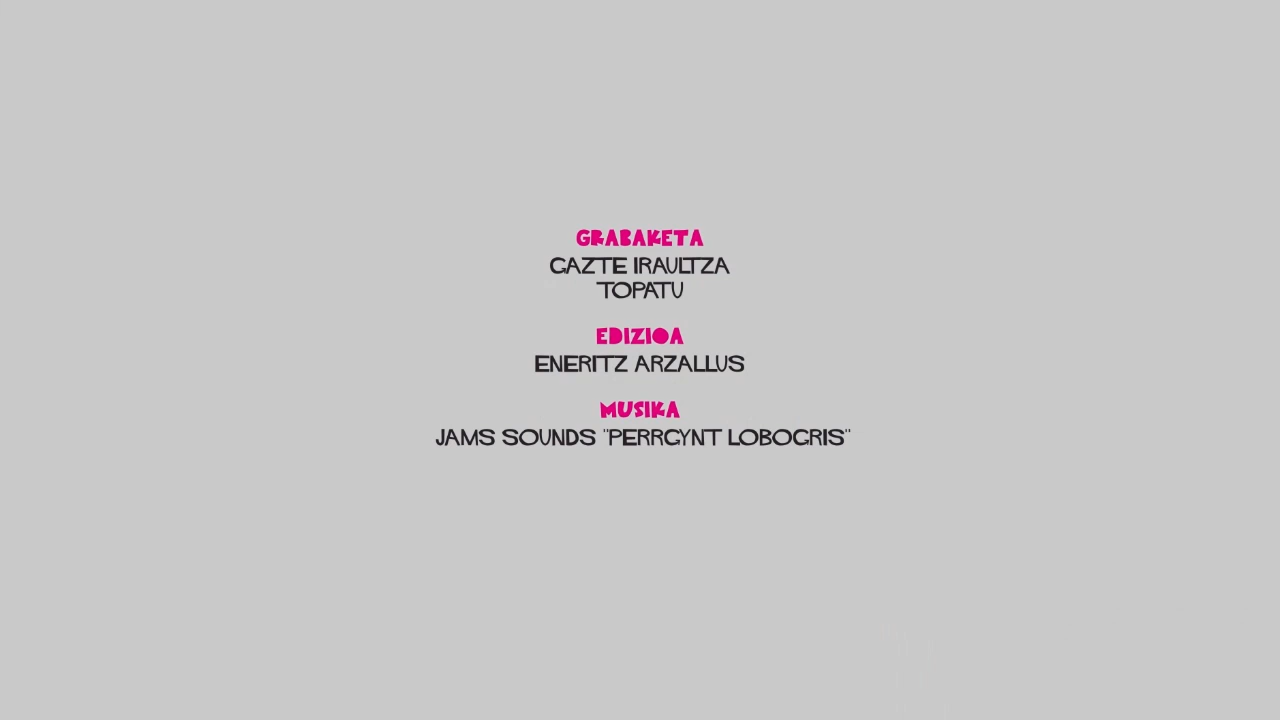 GRABAKETA
GAZTE IRAULTZA
TOPATU
EDIZIOA
ENERITZ ARZALLUS
MUSIKA
JAMS SOUNDS "PERRGYNT LOBOGRIS"